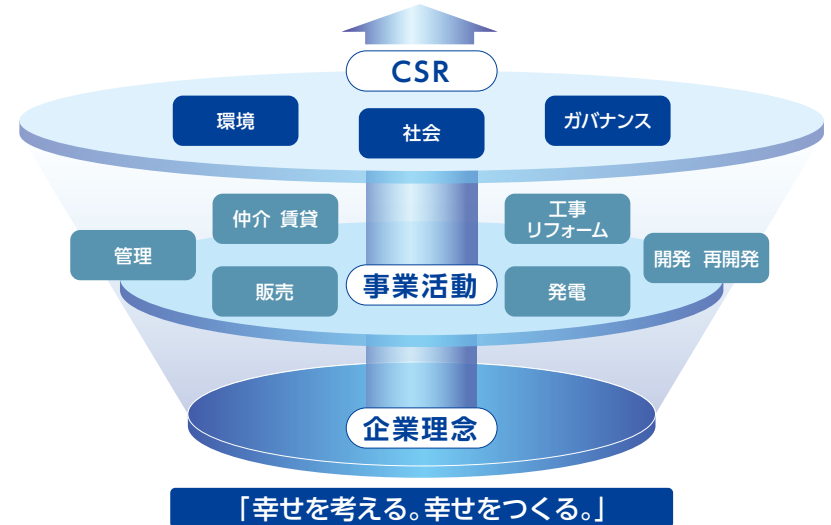 CSR
環境
社会
ガバナンス
仲介 賃貸
工事
リフォーム
管理
開発 再開発
販売
事業活動
発電
企業理念
「幸せを考える。幸せをつくる。」